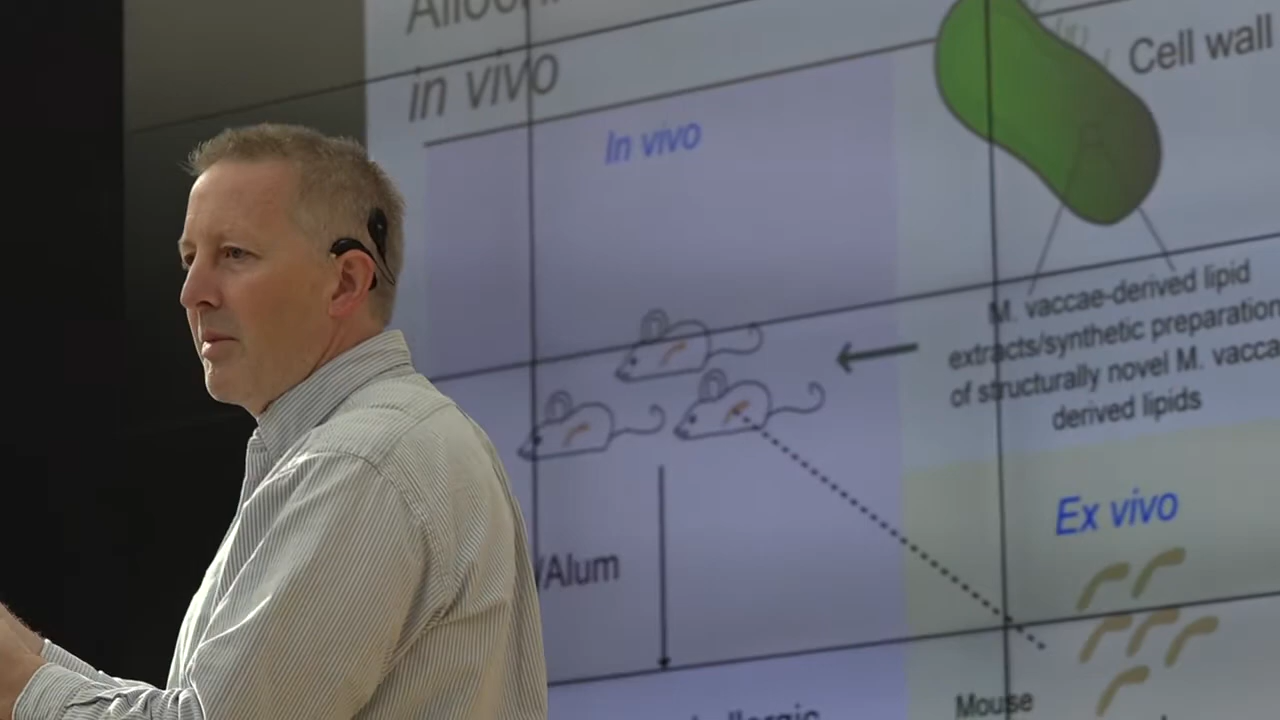 in vivo
In vivo
Cell wall
M. vaccae-derived lipid
extracts/synthetic preparation
of structurally novel M. vacca
derived lipids
Ex vivo
/Alum
Mouse